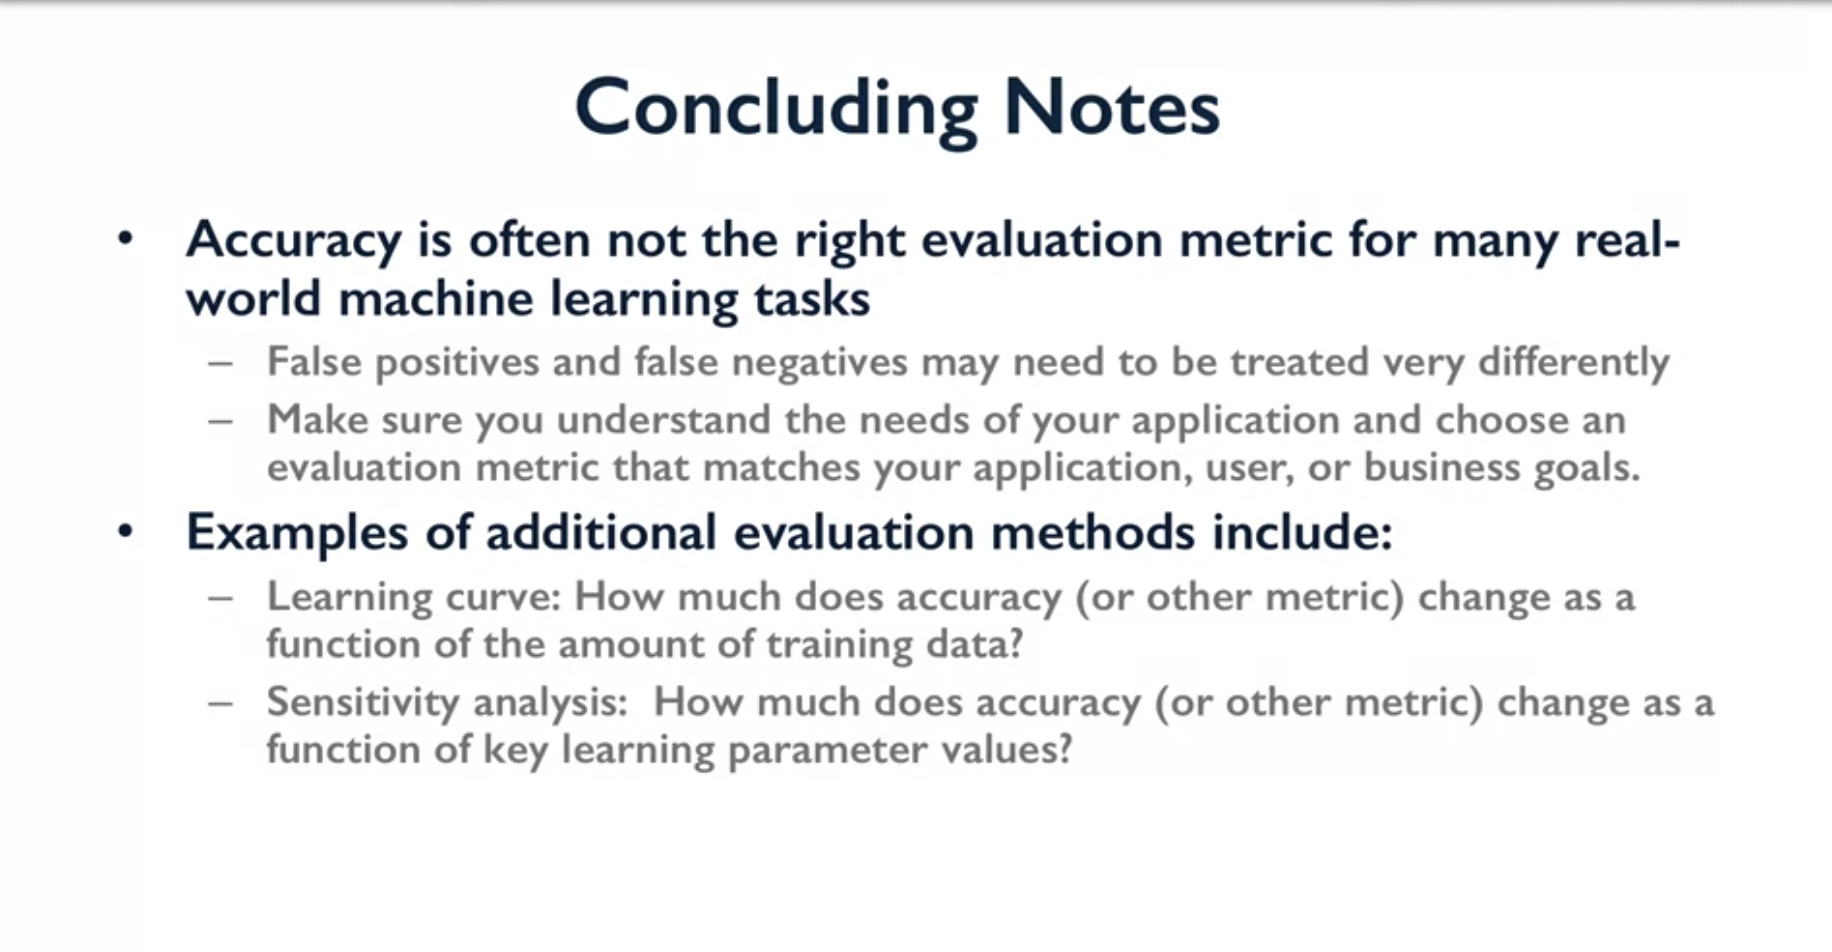 Concluding Notes
• Accuracy is often not the right evaluation metric for many real-
world machine learning tasks
– False positives and false negatives may need to be treated very differently
– Make sure you understand the needs of your application and choose an
evaluation metric that matches your application, user, or business goals.
• Examples of additional evaluation methods include:
– Learning curve: How much does accuracy (or other metric) change as a
function of the amount of training data?
– Sensitivity analysis:  How much does accuracy (or other metric) change as a
function of key learning parameter values?